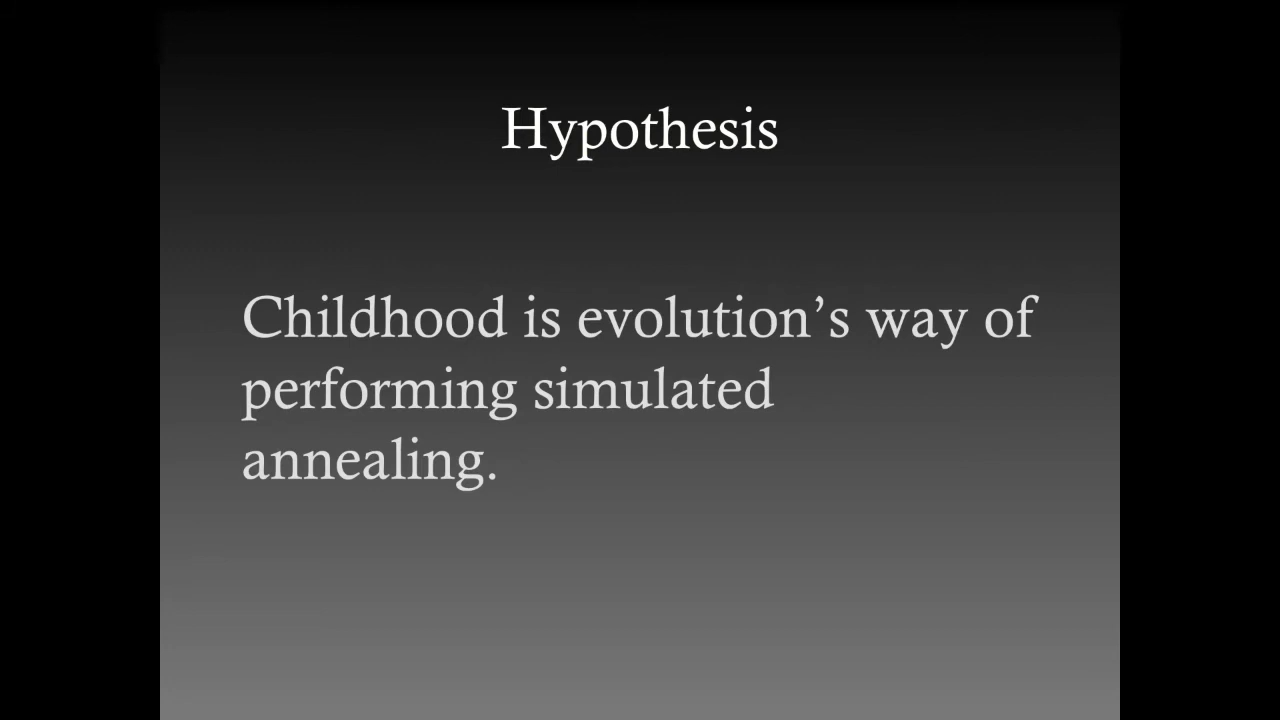 Hypothesis
Childhood is evolution’s way of
performing simulated
annealing.